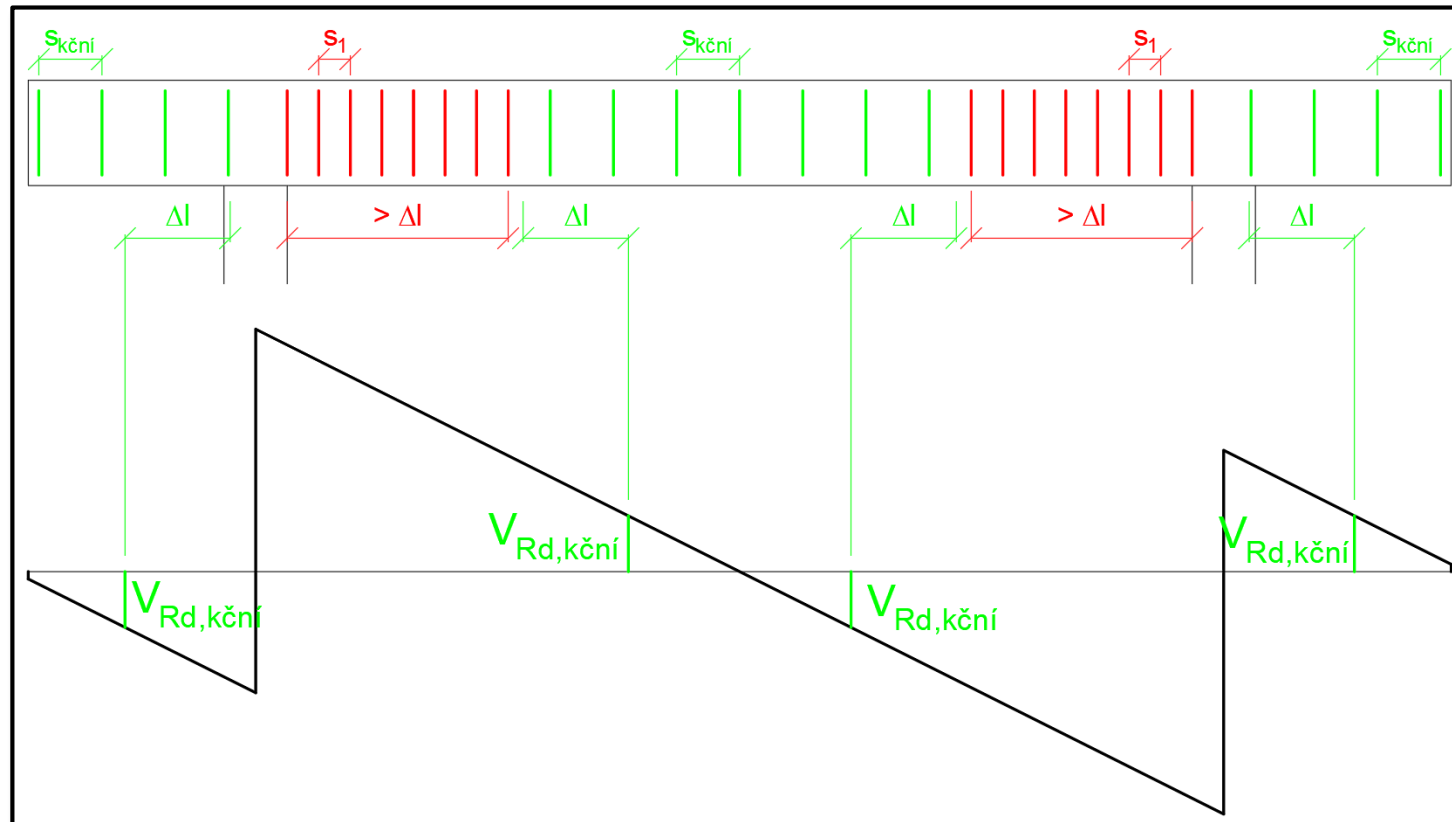 skční
s1
skční
s1
skční
Δl
> Δl
Δl
Δl
> Δl
Δl
VRd,kční
VRd,kční
VRd,kční
VRd,kční